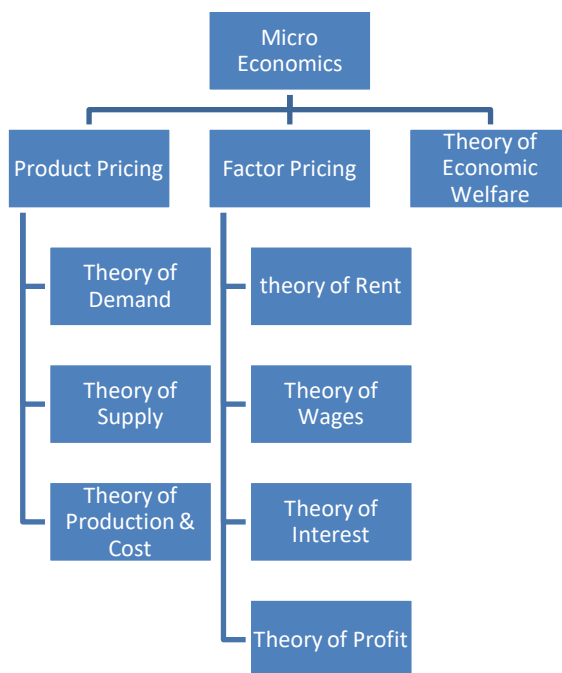 Micro
Economics
Product Pricing
Factor Pricing
Theory of
Economic
Welfare
Theory of
Demand
theory of Rent
Theory of
Supply
Theory of
Wages
Theory of
Production &
Cost
Theory of
Interest
Theory of Profit